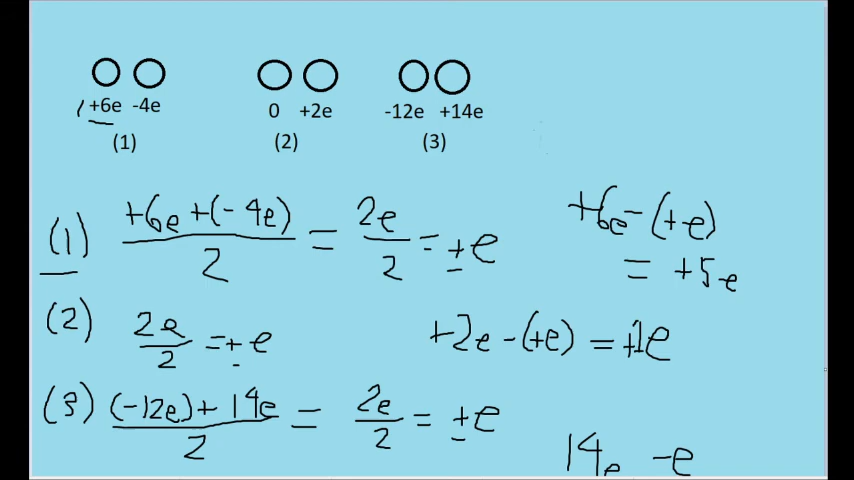 +6e -4e 0 +2e -12e +14e
(1) (2) (3)
(1) +6e +(-4e) / 2 = 2e / 2 = +e
+6e - (+e)
= +5e
(2) 2e / 2 = +e
+2e - (+e) = +1e
(3) (-12e) + 14e / 2 = 2e / 2 = +e
14e -e